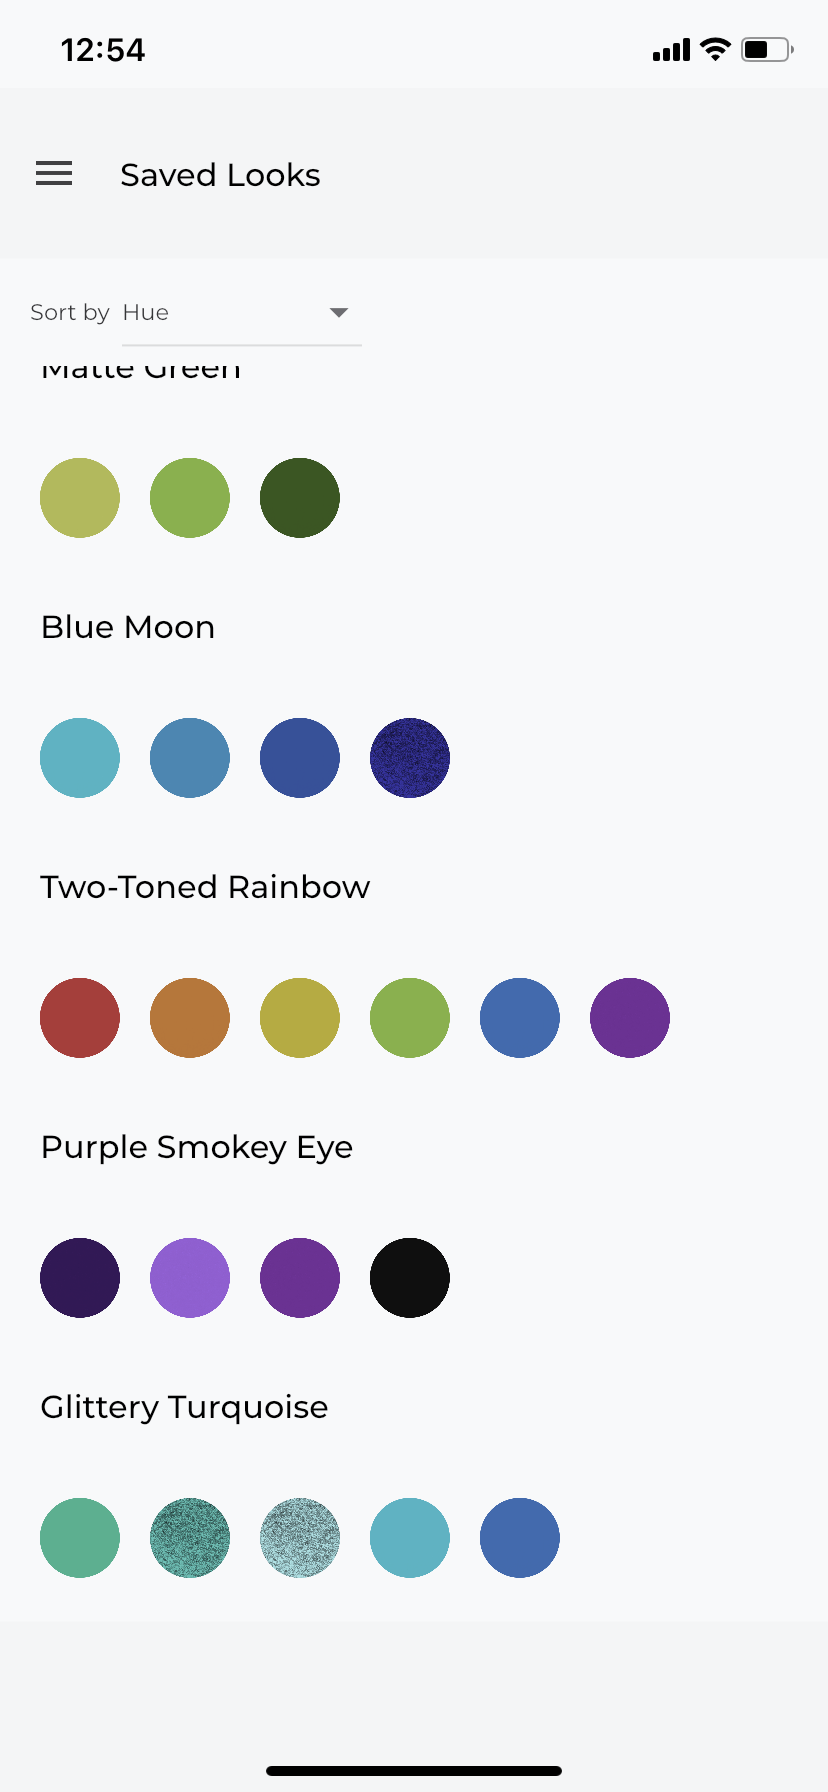 12:54
Saved Looks
Sort by Hue
Matte Green
Blue Moon
Two-Toned Rainbow
Purple Smokey Eye
Glittery Turquoise